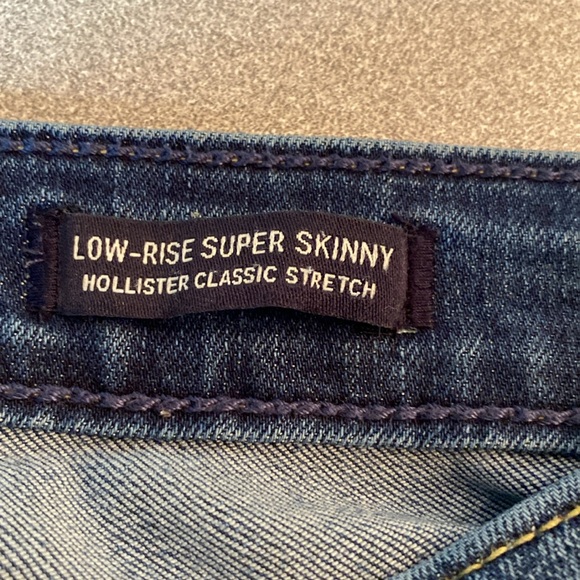 LOW-RISE SUPER SKINNY
HOLLISTER CLASSIC STRETCH